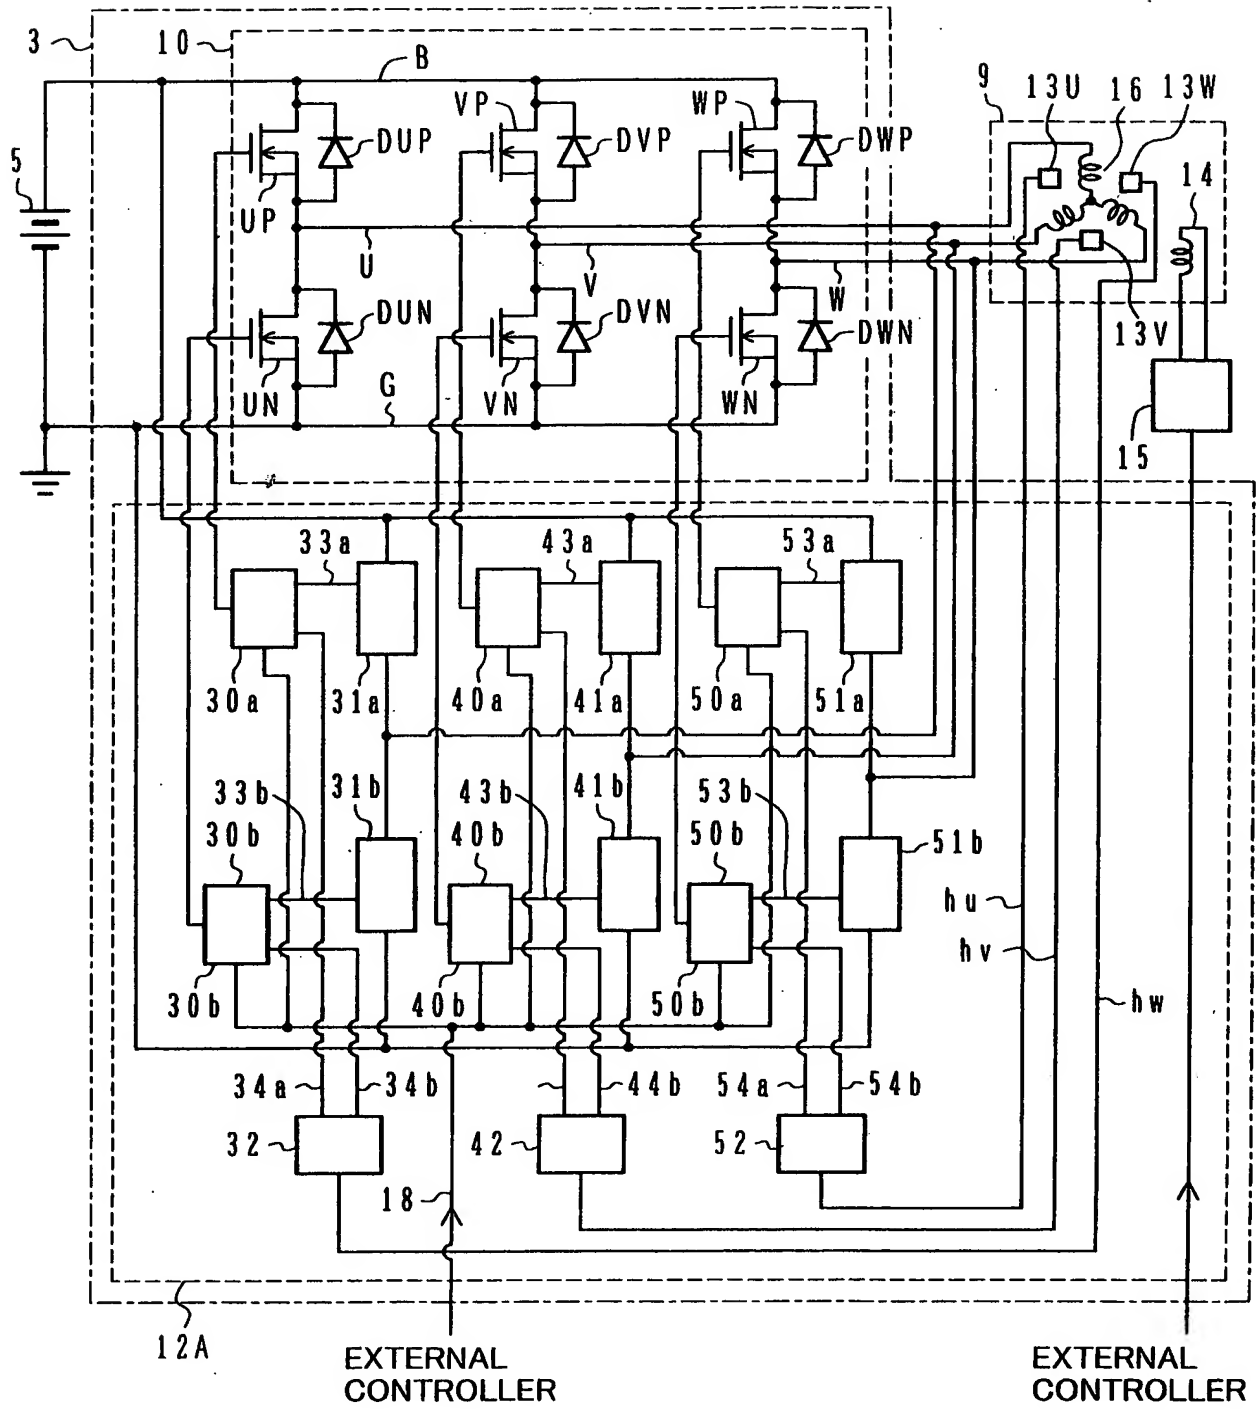 3
10
B
9
13U
16
13W
VP
WP
DUP
DVP
DWP
14
5
UP
U
V
W
DUN
DVN
DWN
13V
UN
G
VN
WN
15
33a
43a
53a
30a
31a
40a
41a
50a
51a
33b
31b
43b
41b
53b
30b
40b
50b
51b
hu
hv
30b
40b
50b
hw
34a
34b
44b
54a
54b
32
42
52
18
12A
EXTERNAL
CONTROLLER
EXTERNAL
CONTROLLER